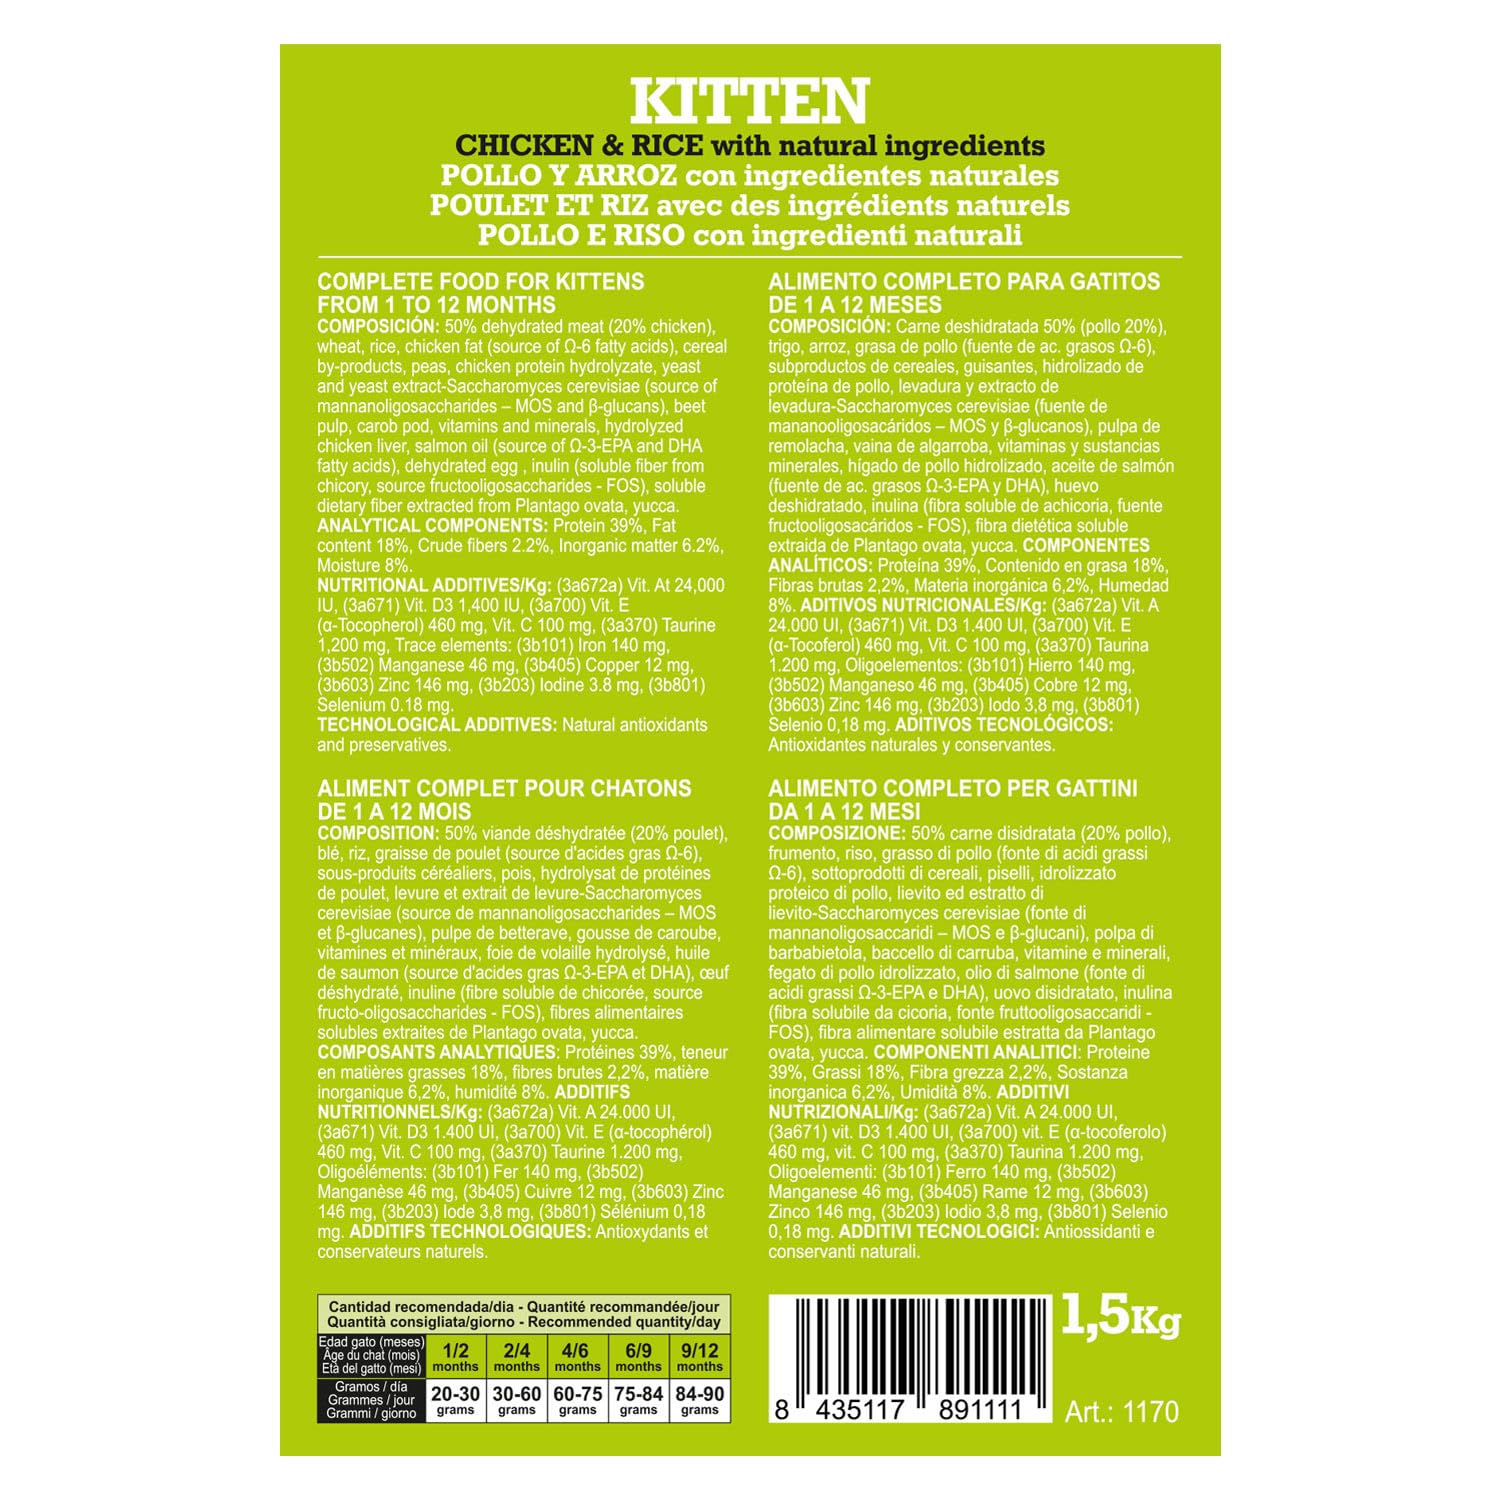 KITTEN
CHICKEN & RICE with natural ingredients
POLLO Y ARROZ con ingredientes naturales
POULET ET RIZ avec des ingrédients naturels
POLLO E RISO con ingredienti naturali
COMPLETE FOOD FOR KITTENS
FROM 1 TO 12 MONTHS
COMPOSICIÓN: 50% dehydrated meat (20% chicken),
wheat, rice, chicken fat (source of Ω-6 fatty acids), cereal
by-products, peas, chicken protein hydrolyzate, yeast
and yeast extract-Saccharomyces cerevisiae (source of
mannanoligosaccharides – MOS and β-glucans), beet
pulp, carob pod, vitamins and minerals, hydrolyzed
chicken liver, salmon oil (source of Ω-3-EPA and DHA
fatty acids), dehydrated egg , inulin (soluble fiber from
chicory, source fructooligosaccharides - FOS), soluble
dietary fiber extracted from Plantago ovata, yucca.
ANALYTICAL COMPONENTS: Protein 39%, Fat
content 18%, Crude fibers 2.2%, Inorganic matter 6.2%,
Moisture 8%.
NUTRITIONAL ADDITIVES/Kg: (3a672a) Vit. At 24,000
IU, (3a671) Vit. D3 1,400 IU, (3a700) Vit. E
(α-Tocopherol) 460 mg, Vit. C 100 mg, (3a370) Taurine
1,200 mg, Trace elements: (3b101) Iron 140 mg,
(3b502) Manganese 46 mg, (3b405) Copper 12 mg,
(3b603) Zinc 146 mg, (3b203) Iodine 3.8 mg, (3b801)
Selenium 0.18 mg.
TECHNOLOGICAL ADDITIVES: Natural antioxidants
and preservatives.
ALIMENTO COMPLETO PARA GATITOS
DE 1 A 12 MESES
COMPOSICIÓN: Carne deshidratada 50% (pollo 20%),
trigo, arroz, grasa de pollo (fuente de ac. grasos Ω-6),
subproductos de cereales, guisantes, hidrolizado de
proteína de pollo, levadura y extracto de
levadura-Saccharomyces cerevisiae (fuente de
mananooligosacáridos – MOS y β-glucanos), pulpa de
remolacha, vaina de algarroba, vitaminas y sustancias
minerales, hígado de pollo hidrolizado, aceite de salmón
(fuente de ac. grasos Ω-3-EPA y DHA), huevo
deshidratado, inulina (fibra soluble de achicoria, fuente
fructooligosacáridos - FOS), fibra dietética soluble
extraida de Plantago ovata, yucca. COMPONENTES
ANALÍTICOS: Proteína 39%, Contenido en grasa 18%,
Fibras brutas 2,2%, Materia inorgánica 6,2%, Humedad
8%. ADITIVOS NUTRICIONALES/Kg: (3a672a) Vit. A
24.000 UI, (3a671) Vit. D3 1.400 UI, (3a700) Vit. E
(α-Tocoferol) 460 mg, Vit. C 100 mg, (3a370) Taurina
1.200 mg, Oligoelementos: (3b101) Hierro 140 mg,
(3b502) Manganeso 46 mg, (3b405) Cobre 12 mg,
(3b603) Zinc 146 mg, (3b203) Iodo 3,8 mg, (3b801)
Selenio 0,18 mg. ADITIVOS TECNOLÓGICOS:
Antioxidantes naturales y conservantes.
ALIMENT COMPLET POUR CHATONS
DE 1 A 12 MOIS
COMPOSITION: 50% viande déshydratée (20% poulet),
blé, riz, graisse de poulet (source d'acides gras Ω-6),
sous-produits céréaliers, pois, hydrolysat de protéines
de poulet, levure et extrait de levure-Saccharomyces
cerevisiae (source de mannanoligosaccharides – MOS
et β-glucanes), pulpe de betterave, gousse de caroube,
vitamines et minéraux, foie de volaille hydrolysé, huile
de saumon (source d'acides gras Ω-3-EPA et DHA), œuf
déshydraté, inuline (fibre soluble de chicorée, source
fructo-oligosaccharides - FOS), fibres alimentaires
solubles extraites de Plantago ovata, yucca.
COMPOSANTS ANALYTIQUES: Protéines 39%, teneur
en matières grasses 18%, fibres brutes 2,2%, matière
inorganique 6,2%, humidité 8%. ADDITIFS
NUTRITIONNELS/Kg: (3a672a) Vit. A 24.000 UI,
(3a671) Vit. D3 1.400 UI, (3a700) Vit. E (α-tocophérol)
460 mg, Vit. C 100 mg, (3a370) Taurine 1.200 mg,
Oligoéléments: (3b101) Fer 140 mg, (3b502)
Manganèse 46 mg, (3b405) Cuivre 12 mg, (3b603) Zinc
146 mg, (3b203) Iode 3,8 mg, (3b801) Sélénium 0,18
mg. ADDITIFS TECHNOLOGIQUES: Antioxydants et
conservateurs naturels.
ALIMENTO COMPLETO PER GATTINI
DA 1 A 12 MESI
COMPOSIZIONE: 50% carne disidratata (20% pollo),
frumento, riso, grasso di pollo (fonte di acidi grassi
Ω-6), sottoprodotti di cereali, piselli, idrolizzato
proteico di pollo, lievito ed estratto di
lievito-Saccharomyces cerevisiae (fonte di
mannanoligosaccaridi – MOS e β-glucani), polpa di
barbabietola, baccello di carruba, vitamine e minerali,
fegato di pollo idrolizzato, olio di salmone (fonte di
acidi grassi Ω-3-EPA e DHA), uovo disidratato, inulina
(fibra solubile da cicoria, fonte fruttooligosaccaridi -
FOS), fibra alimentare solubile estratta da Plantago
ovata, yucca. COMPONENTI ANALITICI: Proteine
39%, Grassi 18%, Fibra grezza 2,2%, Sostanza
inorganica 6,2%, Umidità 8%. ADDITIVI
NUTRIZIONALI/Kg: (3a672a) Vit. A 24.000 UI,
(3a671) vit. D3 1.400 UI, (3a700) vit. E (α-tocoferolo)
460 mg, vit. C 100 mg, (3a370) Taurina 1.200 mg,
Oligoelementi: (3b101) Ferro 140 mg, (3b502)
Manganese 46 mg, (3b405) Rame 12 mg, (3b603)
Zinco 146 mg, (3b203) Iodio 3,8 mg, (3b801) Selenio
0,18 mg. ADDITIVI TECNOLOGICI: Antiossidanti e
conservanti naturali.
Cantidad recomendada/dia - Quantité recommandée/jour
Quantità consigliata/giorno - Recommended quantity/day
Edad gato (meses)
Âge du chat (mois)
Età del gatto (mesi)
1/2 2/4 4/6 6/9 9/12
months months months months months
Gramos / día
Grammes / jour
Grammi / giorno
20-30 30-60 60-75 75-84 84-90
grams grams grams grams grams
8 435117 891111
1,5Kg
Art.: 1170